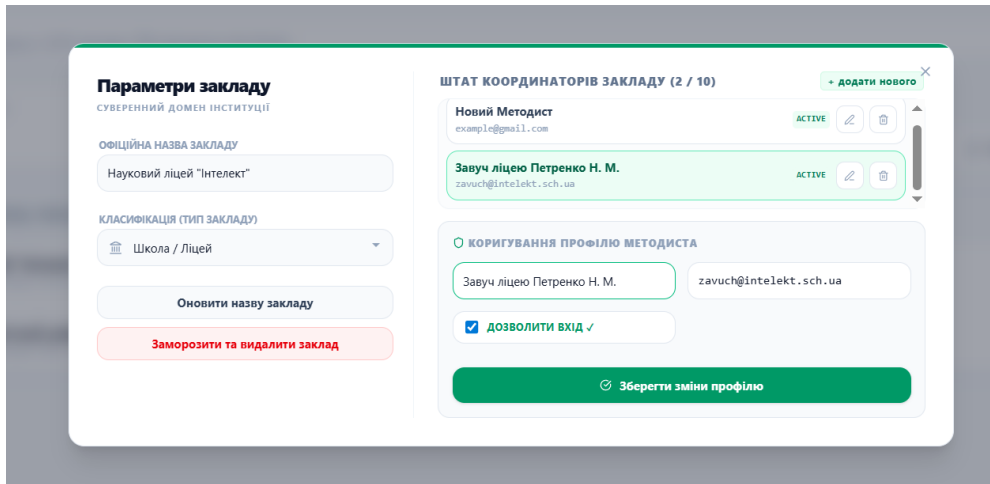 Параметри закладу
СУВЕРЕННИЙ ДОМЕН ІНСТИТУЦІЇ
ОФІЦІЙНА НАЗВА ЗАКЛАДУ
Науковий ліцей "Інтелект"
КЛАСИФІКАЦІЯ (ТИП ЗАКЛАДУ)
Школа / Ліцей
Оновити назву закладу
Заморозити та видалити заклад
ШТАТ КООРДИНАТОРІВ ЗАКЛАДУ (2 / 10)
+ додати нового
Новий Методист
example@gmail.com
ACTIVE
Завуч ліцею Петренко Н. М.
zavuch@intelekt.sch.ua
ACTIVE
КОРИГУВАННЯ ПРОФІЛЮ МЕТОДИСТА
Завуч ліцею Петренко Н. М.
zavuch@intelekt.sch.ua
ДОЗВОЛИТИ ВХІД ✓
Зберегти зміни профілю